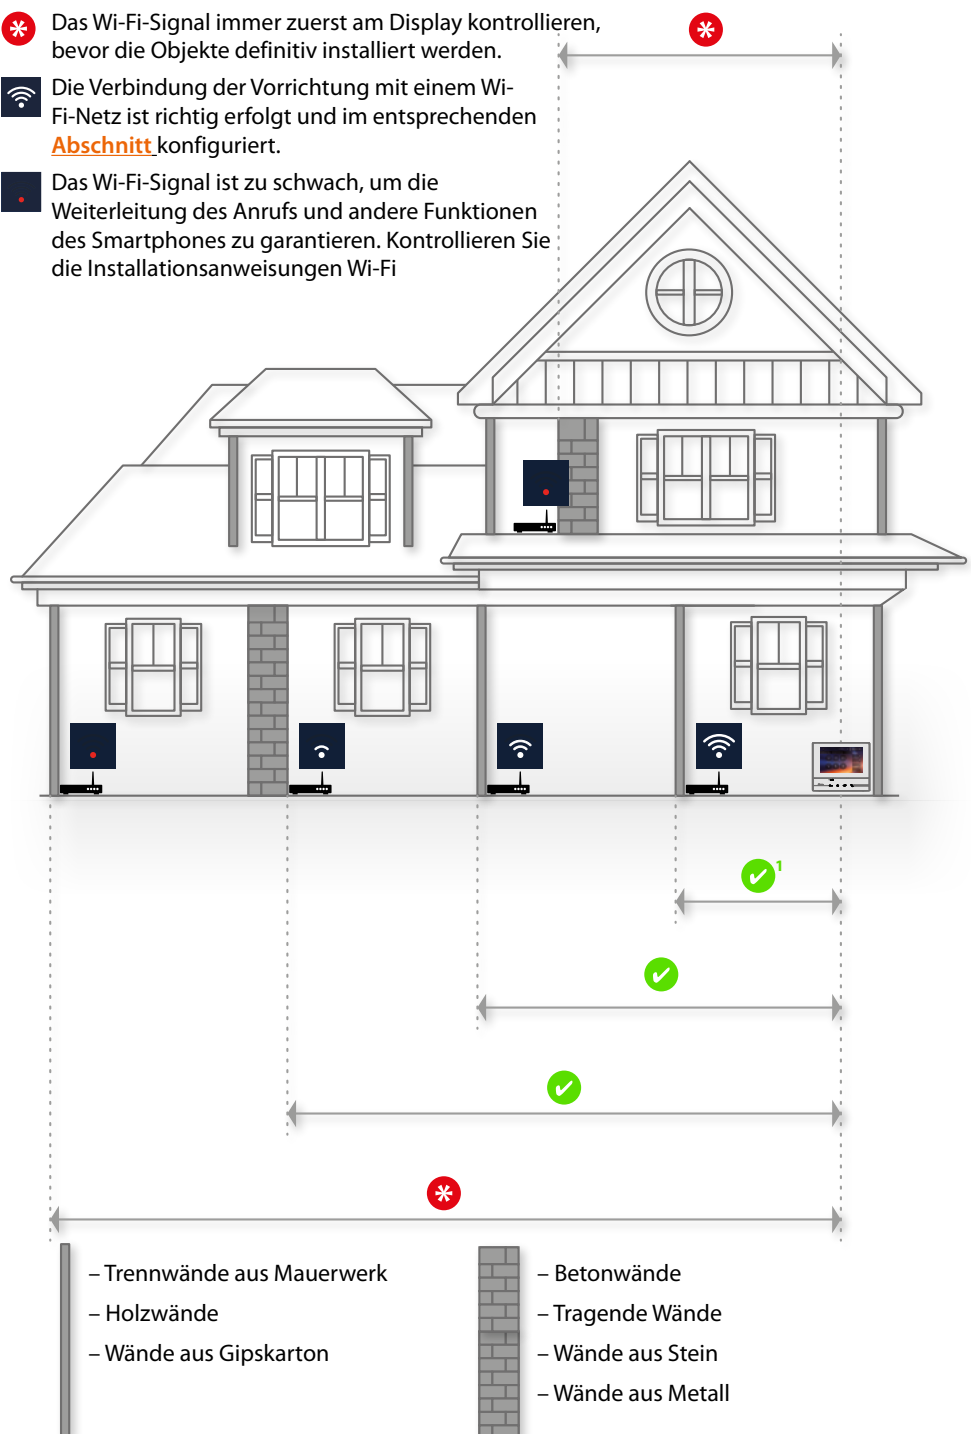 Das Wi-Fi-Signal immer zuerst am Display kontrollieren,
bevor die Objekte definitiv installiert werden.
Die Verbindung der Vorrichtung mit einem Wi-
Fi-Netz ist richtig erfolgt und im entsprechenden
Abschnitt konfiguriert.
Das Wi-Fi-Signal ist zu schwach, um die
Weiterleitung des Anrufs und andere Funktionen
des Smartphones zu garantieren. Kontrollieren Sie
die Installationsanweisungen Wi-Fi
1
– Trennwände aus Mauerwerk
– Holzwände
– Wände aus Gipskarton
– Betonwände
– Tragende Wände
– Wände aus Stein
– Wände aus Metall